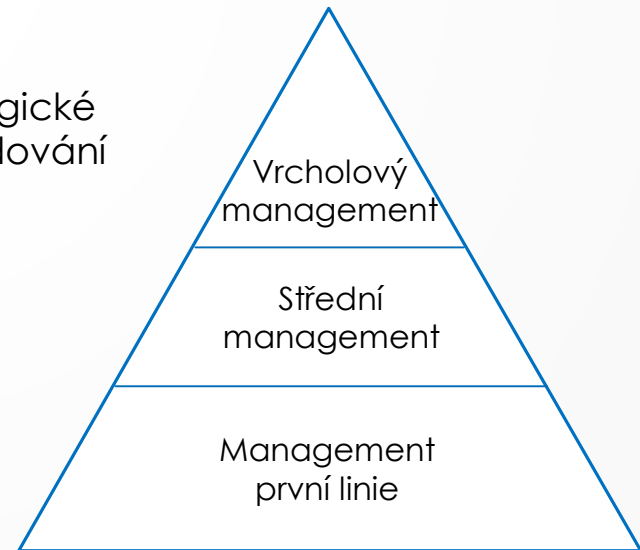 gické
lování
Vrcholový
management
Střední
management
Management
první linie